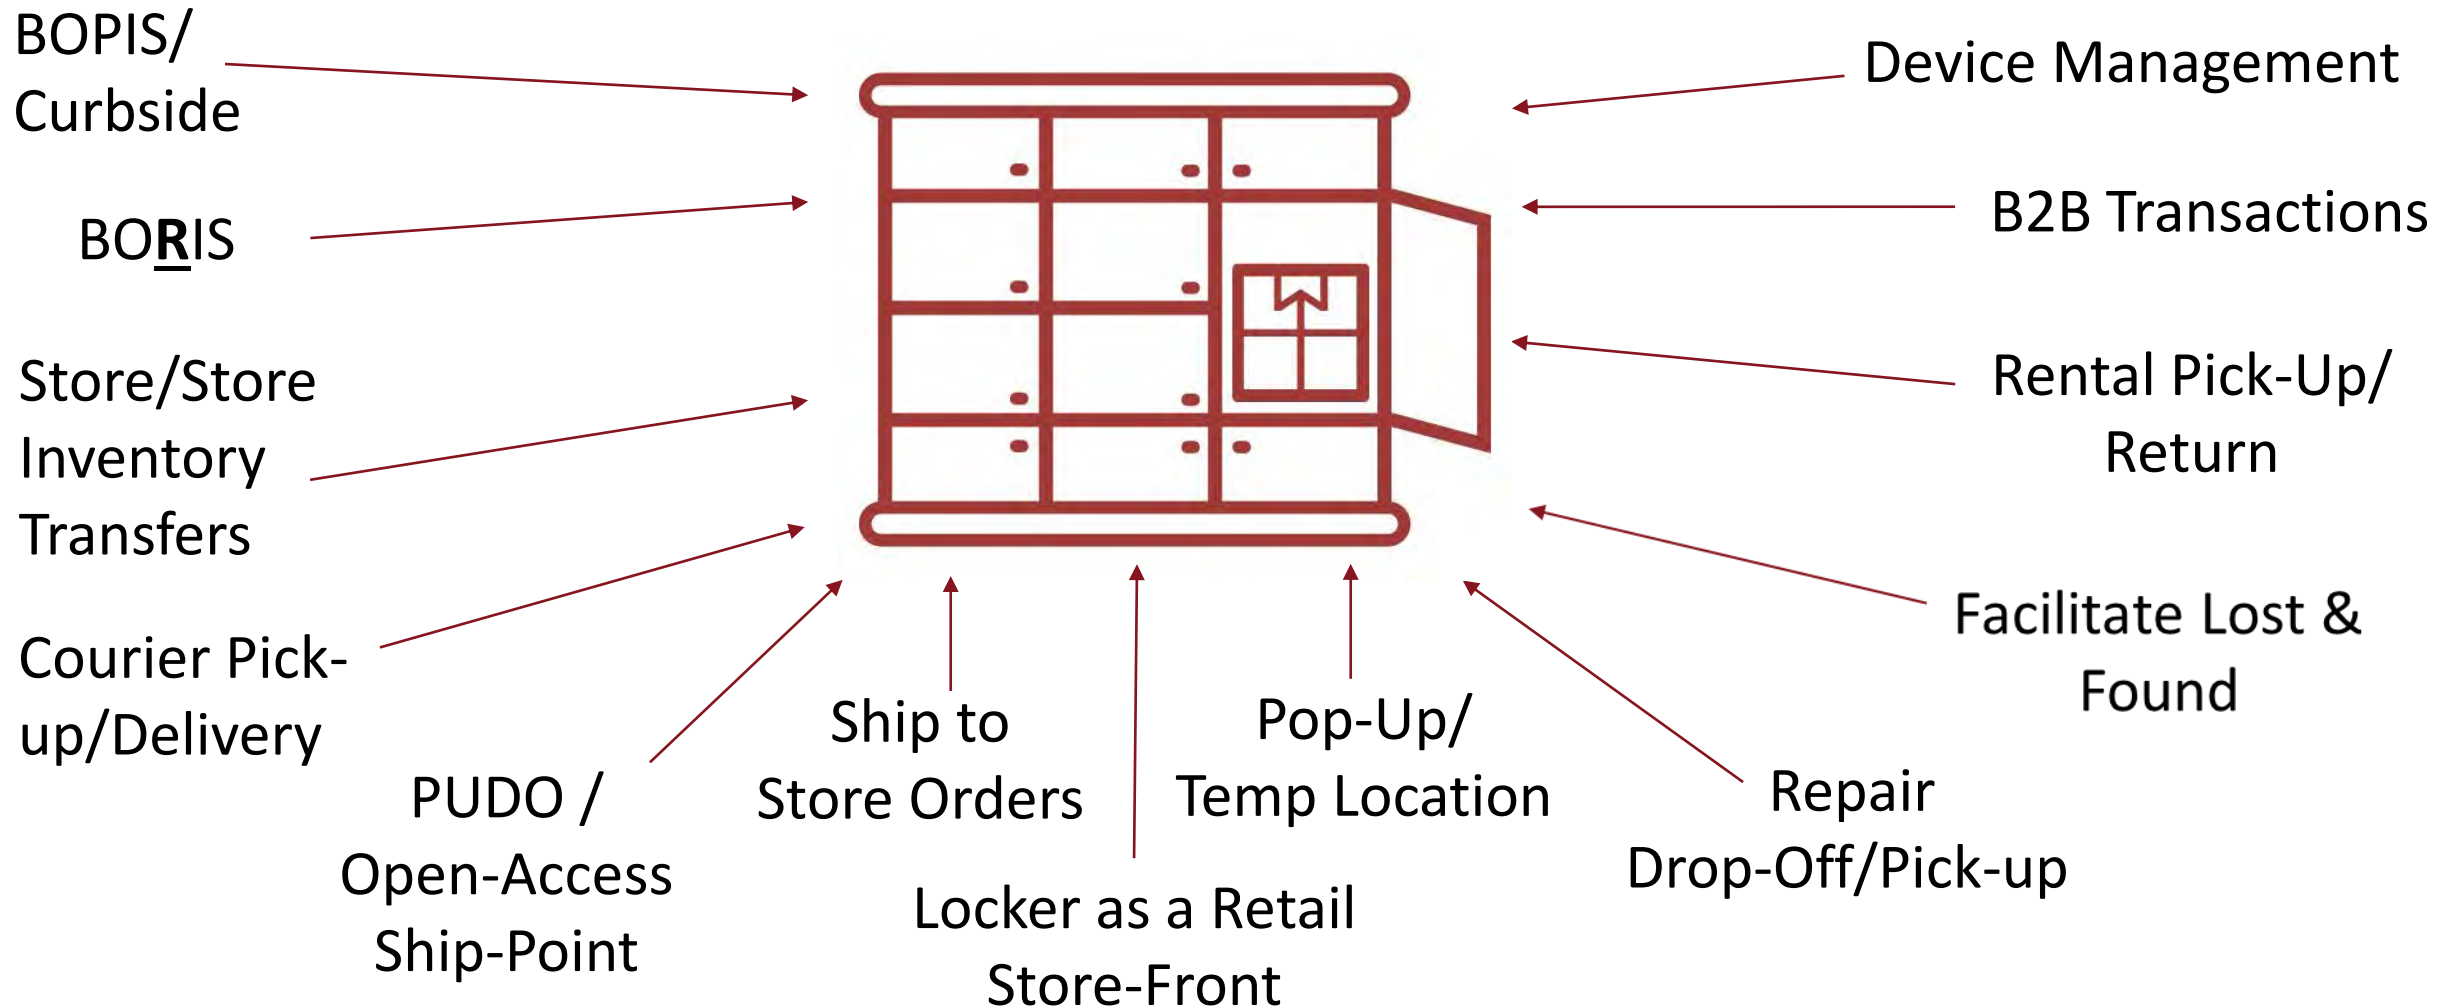 BOPIS/
Curbside
BORIS
Store/Store
Inventory
Transfers
Courier Pick-
up/Delivery
PUDO /
Open-Access
Ship-Point
Ship to
Store Orders
Locker as a Retail
Store-Front
Pop-Up/
Temp Location
Repair
Drop-Off/Pick-up
Facilitate Lost &
Found
Rental Pick-Up/
Return
B2B Transactions
Device Management